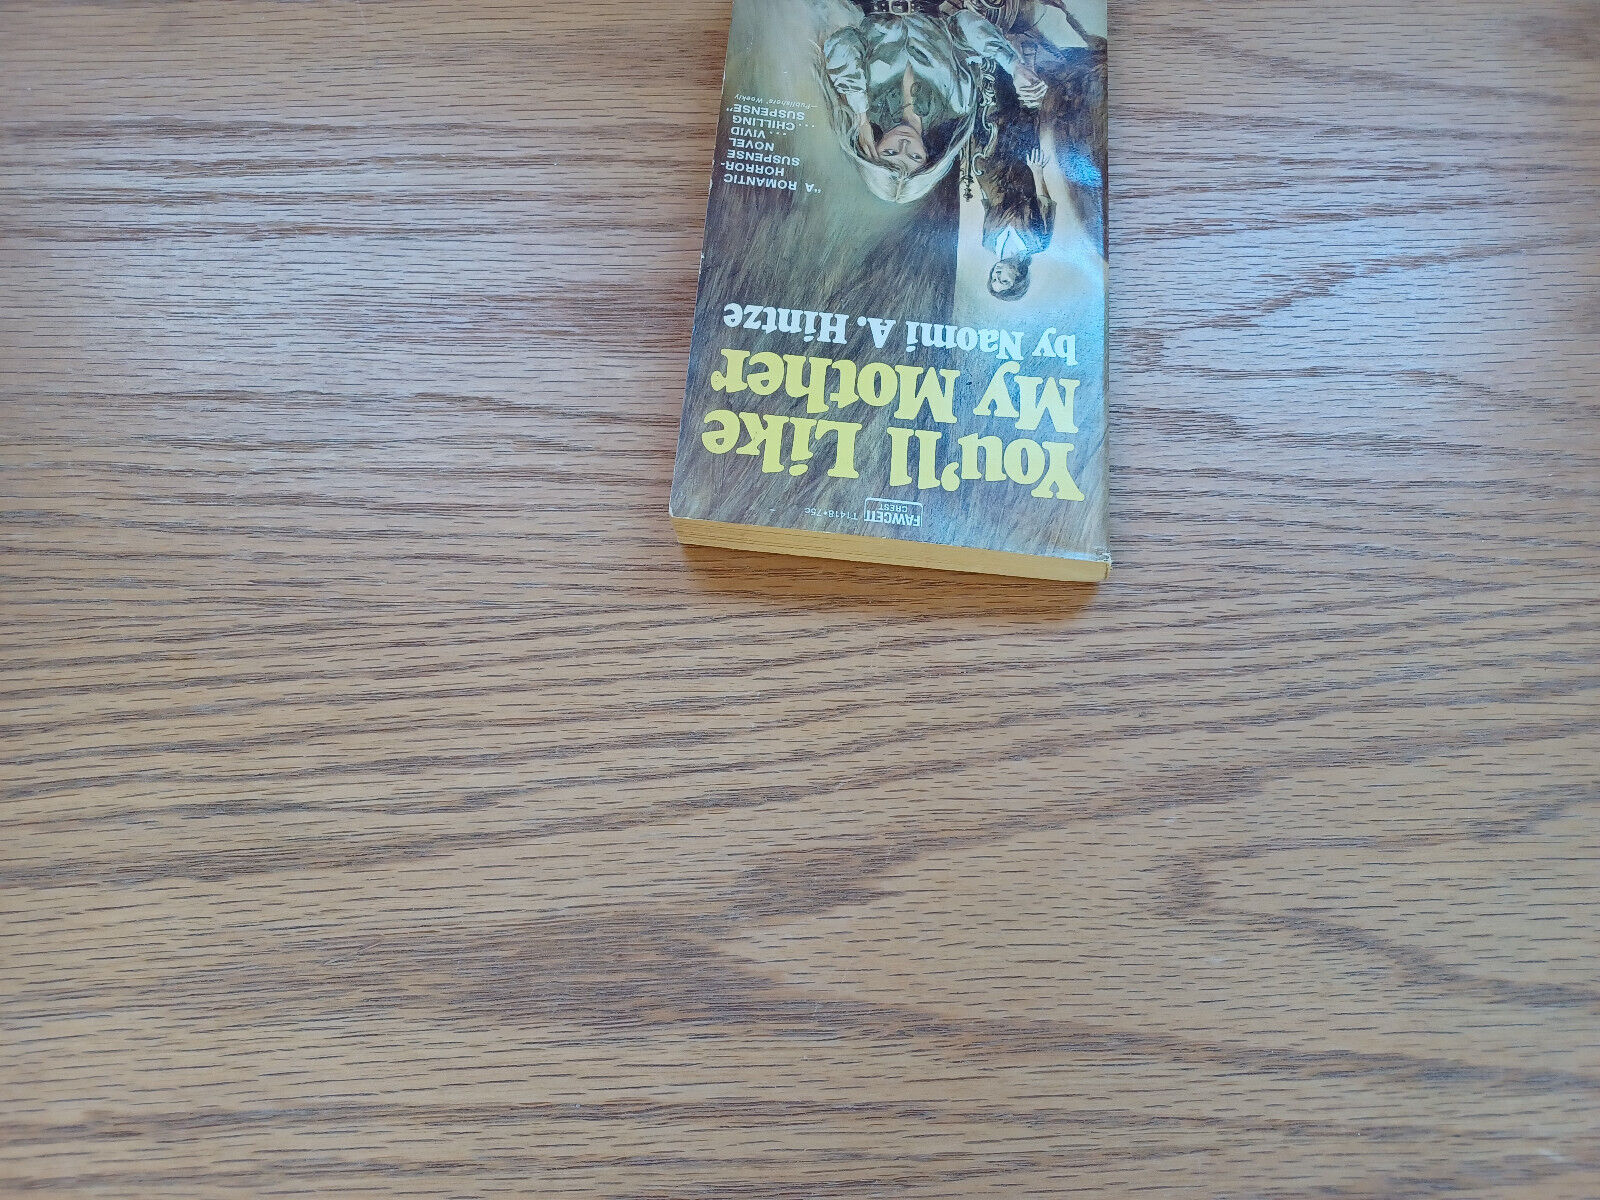 FAWCETT
CREST
T1418•75c
You'll Like
My Mother
by Naomi A. Hintze
"A ROMANTIC
HORROR-
SUSPENSE
NOVEL
...VIVID
...CHILLING
SUSPENSE"
—Publishers' Weekly